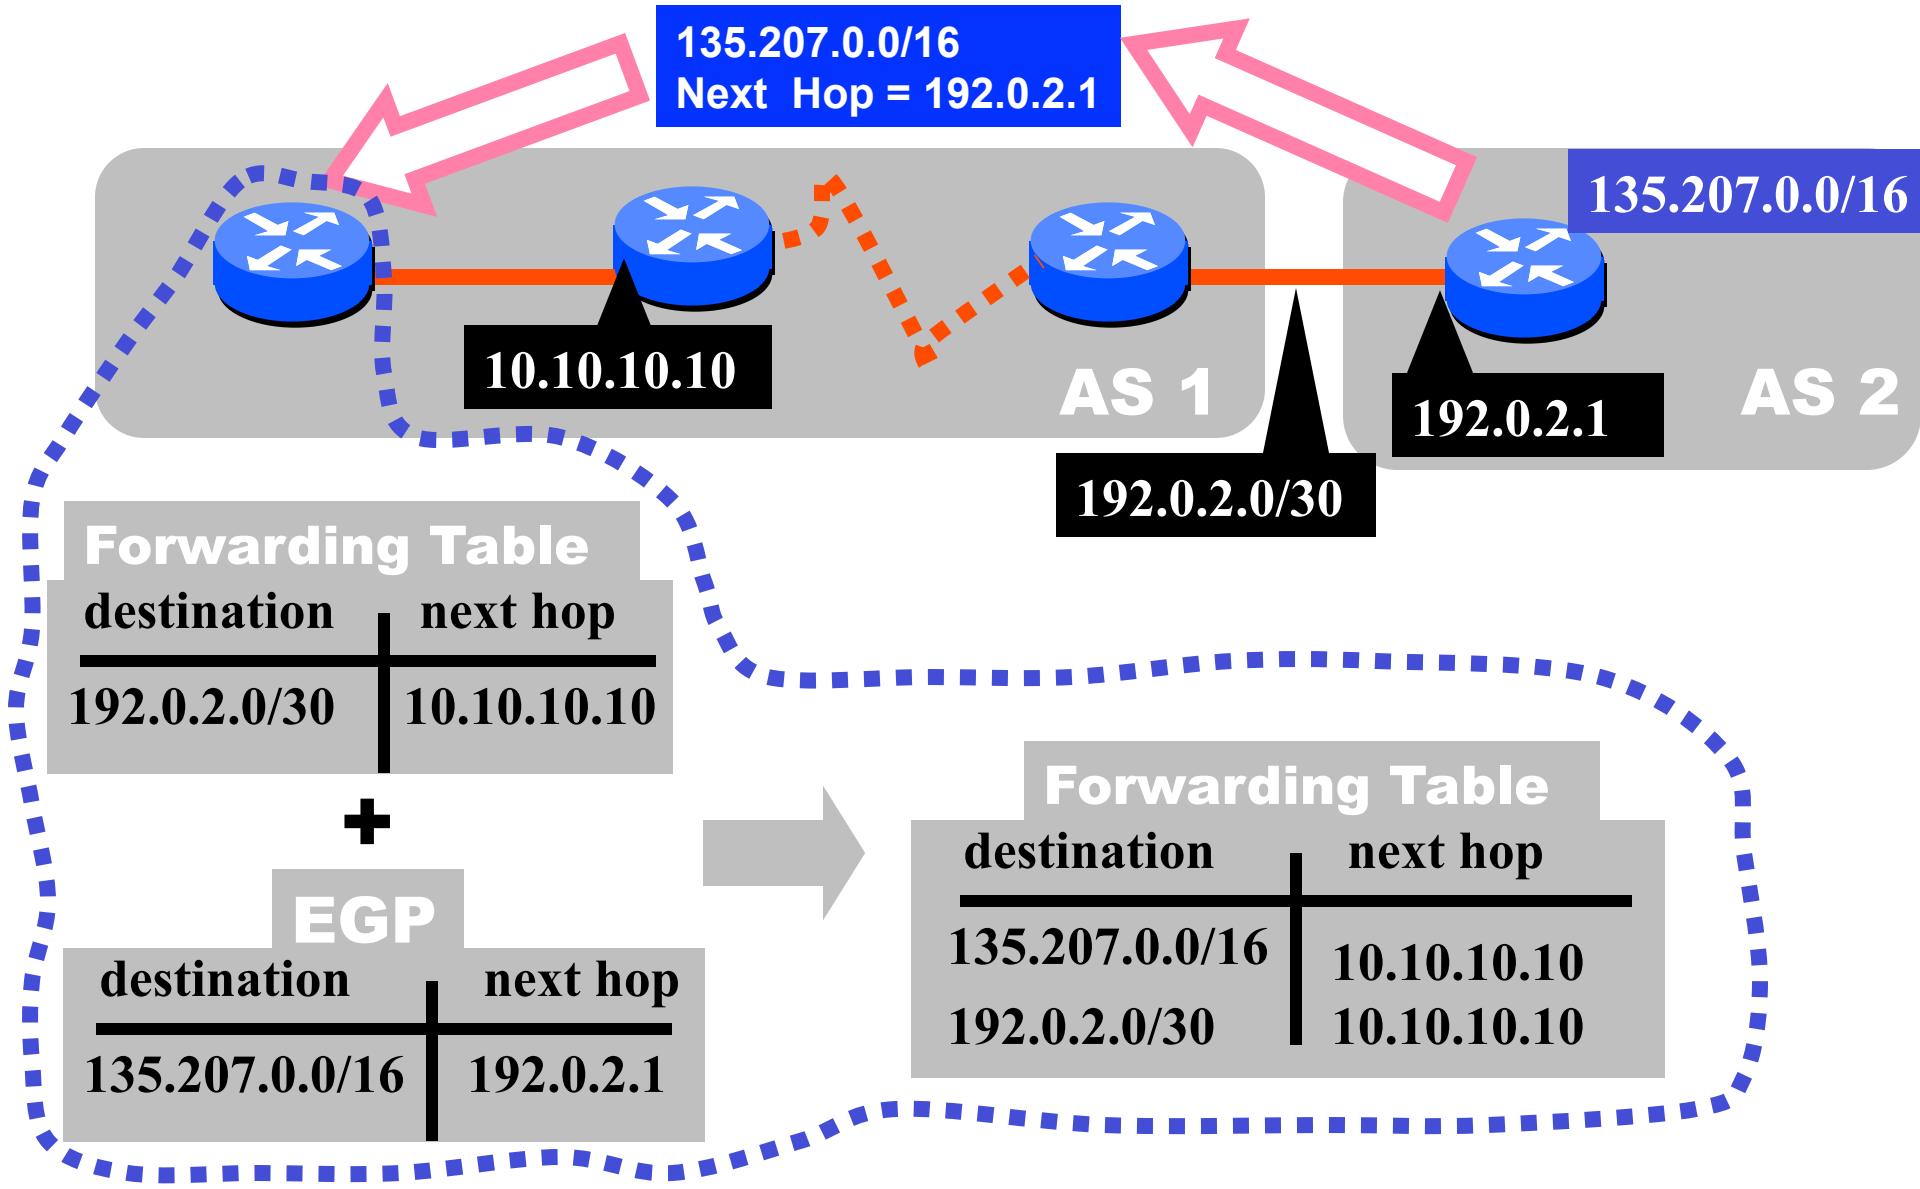 135.207.0.0/16
Next Hop = 192.0.2.1
135.207.0.0/16
10.10.10.10
AS 1
192.0.2.1
AS 2
192.0.2.0/30
Forwarding Table
destination next hop
192.0.2.0/30 10.10.10.10
+
EGP
destination next hop
135.207.0.0/16 192.0.2.1
Forwarding Table
destination next hop
135.207.0.0/16 10.10.10.10
192.0.2.0/30 10.10.10.10